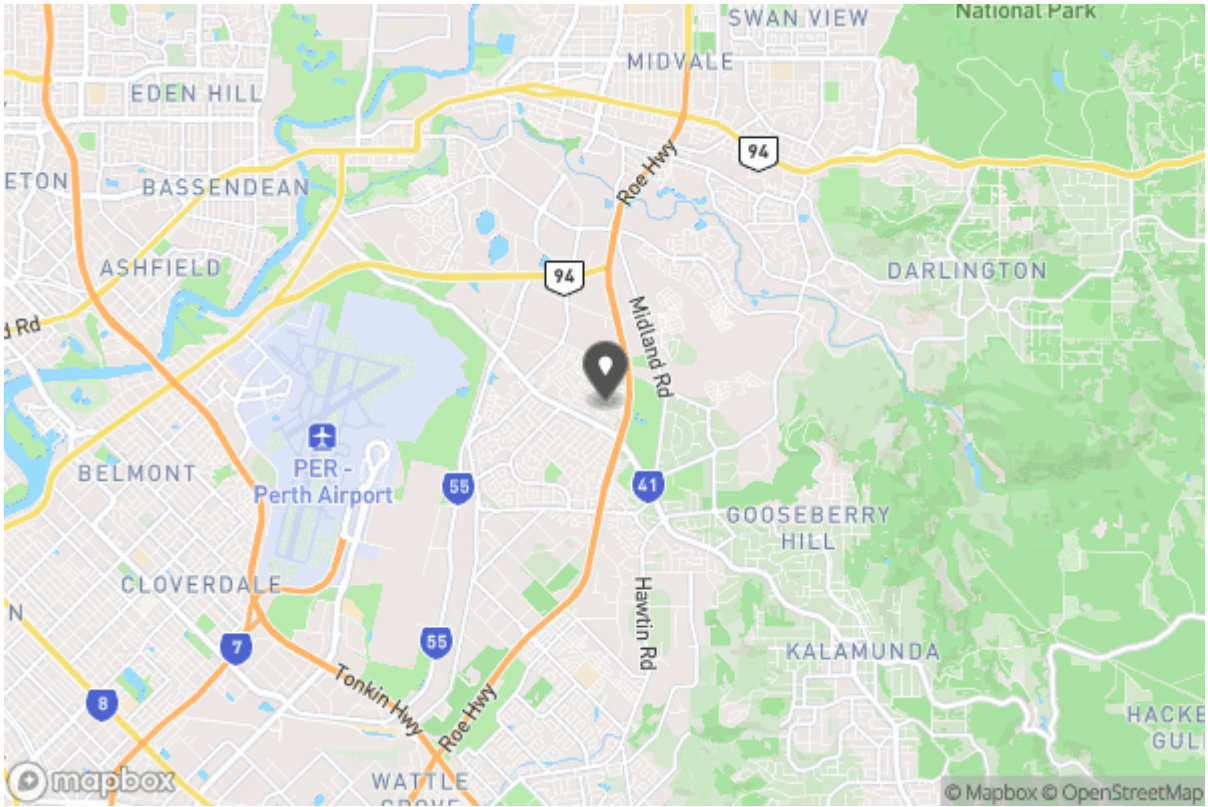 SWAN VIEW
National Park
MIDVALE
EDEN HILL
94
Roe Hwy
ETON
BASSENDEAN
ASHFIELD
94
DARLINGTON
Midland Rd
d Rd
BELMONT
PER -
Perth Airport
55
41
GOOSEBERRY
HILL
CLOVERDALE
N
Hawtin Rd
7
55
KALAMUNDA
Tonkin Hwy
8
Roe Hwy
HACKE
GULL
WATTLE
GROVE
mapbox
© Mapbox © OpenStreetMap